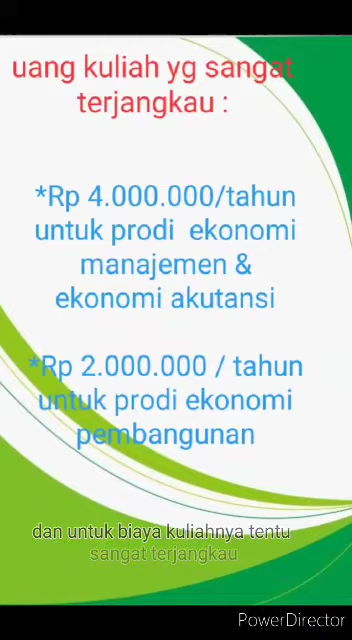 uang kuliah yg sangat
terjangkau :
*Rp 4.000.000/tahun
untuk prodi ekonomi
manajemen &
ekonomi akutansi
*Rp 2.000.000 / tahun
untuk prodi ekonomi
pembangunan
dan untuk biaya kuliahnya tentu
sangat terjangkau
PowerDirector